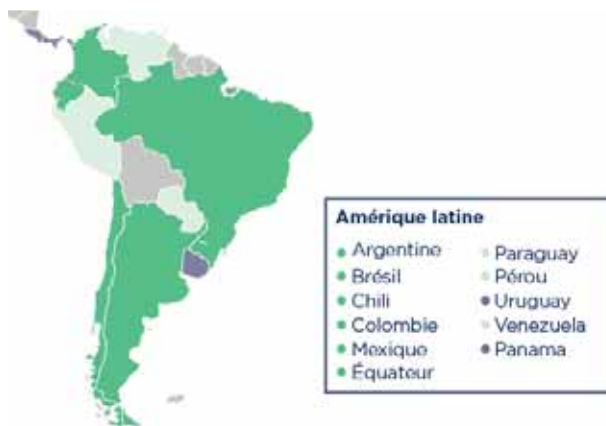 Amérique latine
Argentine
Brésil
Chili
Colombie
Mexique
Équateur
Paraguay
Pérou
Uruguay
Venezuela
Panama